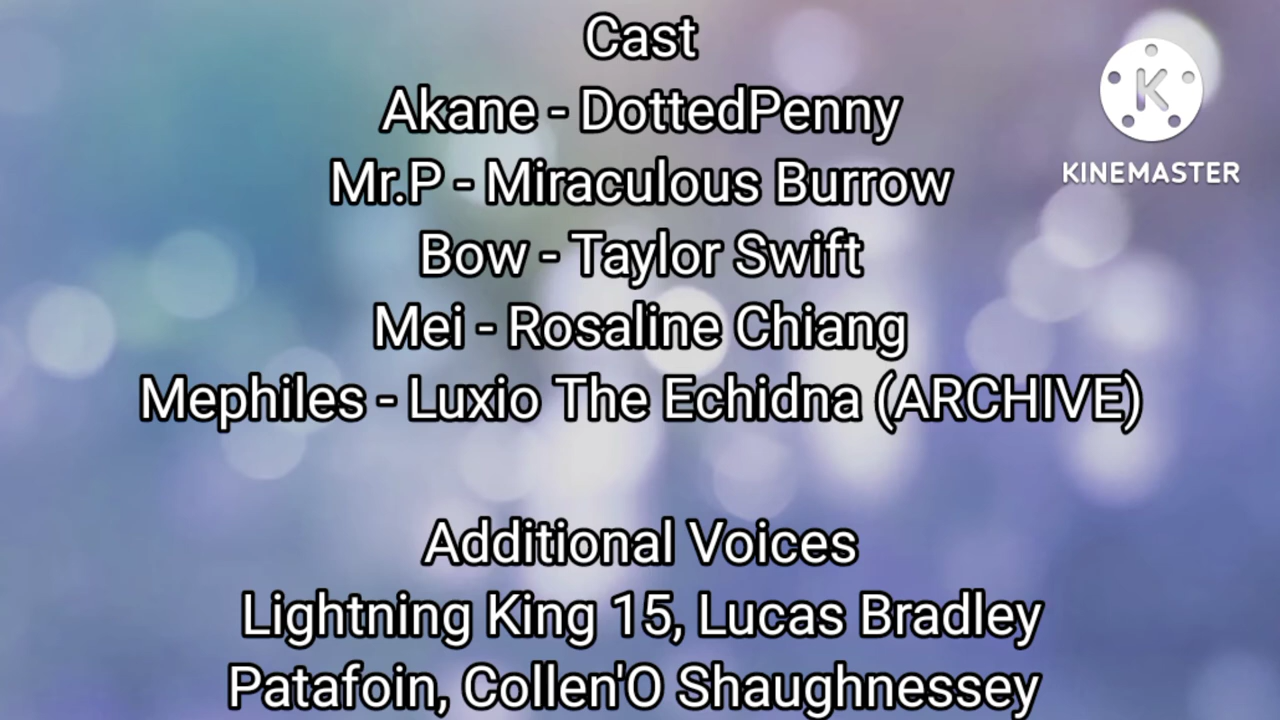 Cast
Akane - DottedPenny
Mr.P - Miraculous Burrow
Bow - Taylor Swift
Mei - Rosaline Chiang
Mephiles - Luxio The Echidna (ARCHIVE)
Additional Voices
Lightning King 15, Lucas Bradley
Patafoin, Collen'O Shaughnessey
K
KINEMASTER